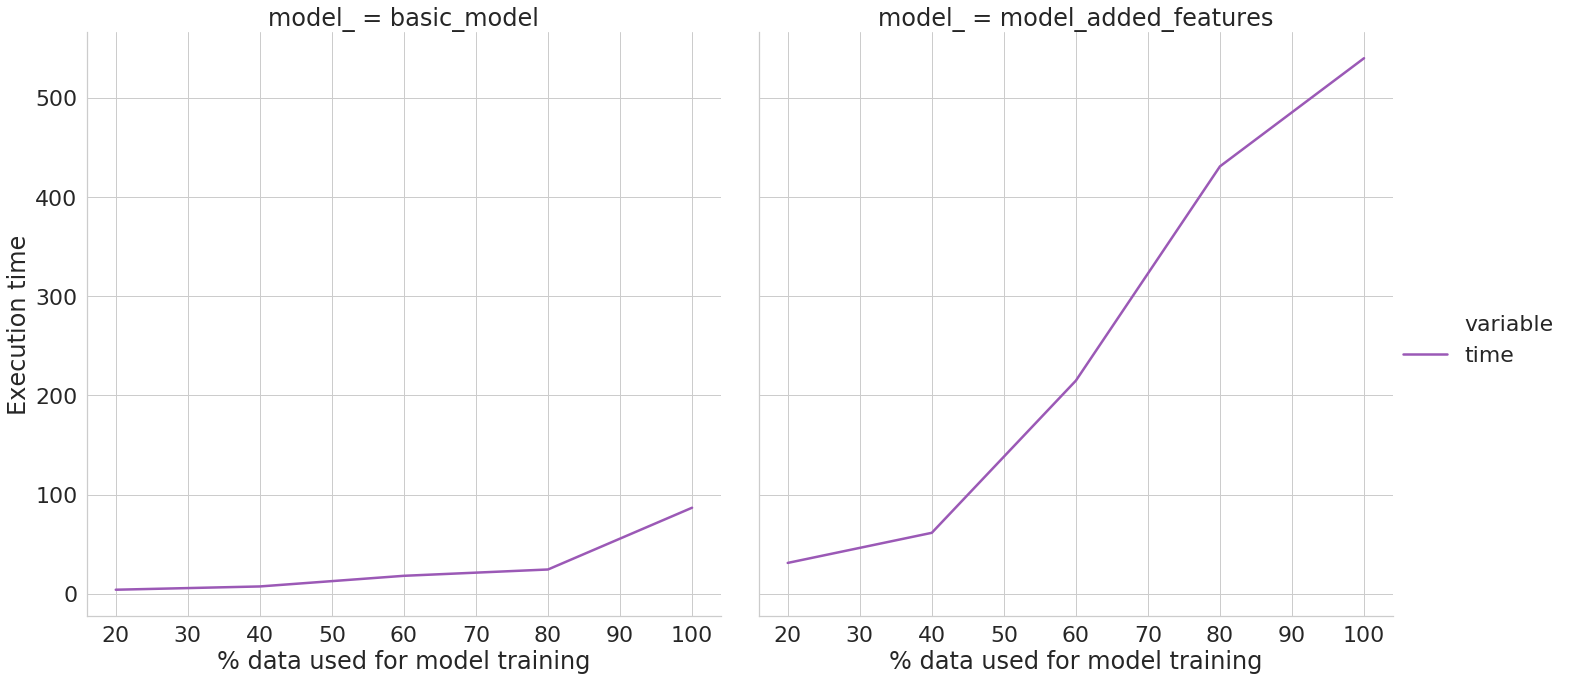 model_ = basic_model
model_ = model_added_features
Execution time
500
400
300
200
100
0
20 30 40 50 60 70 80 90 100
20 30 40 50 60 70 80 90 100
% data used for model training
% data used for model training
variable
time